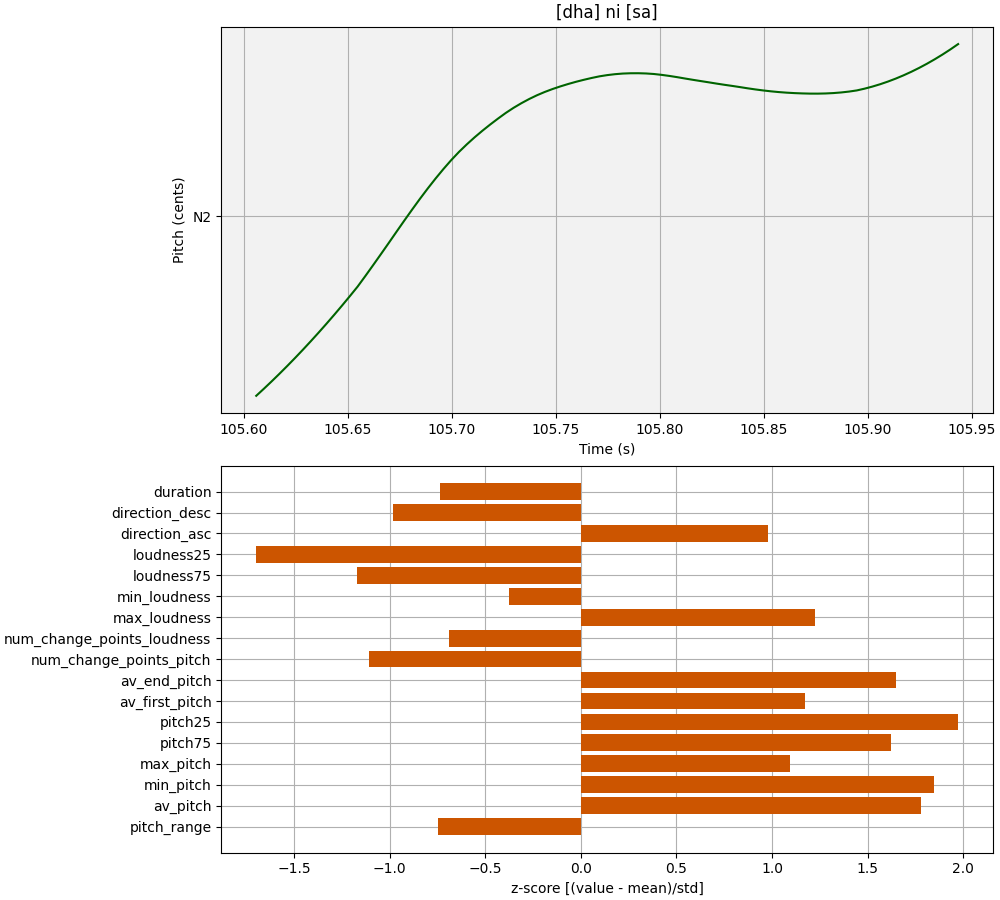 [dha] ni [sa]
Pitch (cents)
N2
105.60 105.65 105.70 105.75 105.80 105.85 105.90 105.95
Time (s)
duration
direction_desc
direction_asc
loudness25
loudness75
min_loudness
max_loudness
num_change_points_loudness
num_change_points_pitch
av_end_pitch
av_first_pitch
pitch25
pitch75
max_pitch
min_pitch
av_pitch
pitch_range
−1.5 −1.0 −0.5 0.0 0.5 1.0 1.5 2.0
z-score [(value - mean)/std]